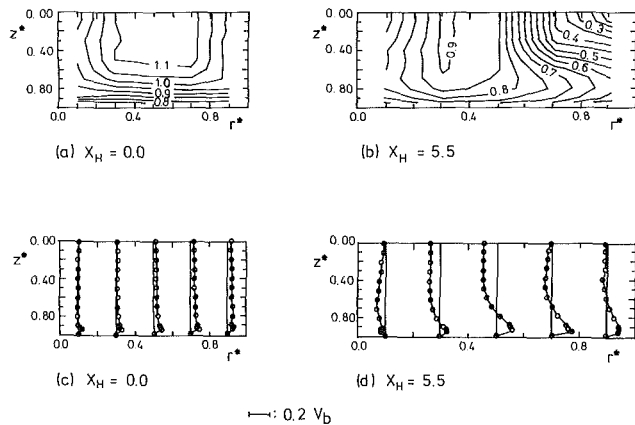 z*
0.00
0.40
0.80
1.1
1.0
0.9
0.8
0.0 0.4 0.8 r*
(a) X_H = 0.0
z*
0.00
0.40
0.80
0.9
0.3
0.4
0.5
0.6
0.7
0.8
0.0 0.4 0.8 r*
(b) X_H = 5.5
z*
0.00
0.40
0.80
0.0 0.4 0.8 r*
(c) X_H = 0.0
z*
0.00
0.40
0.80
0.0 0.4 0.8 r*
(d) X_H = 5.5
: 0.2 V_b